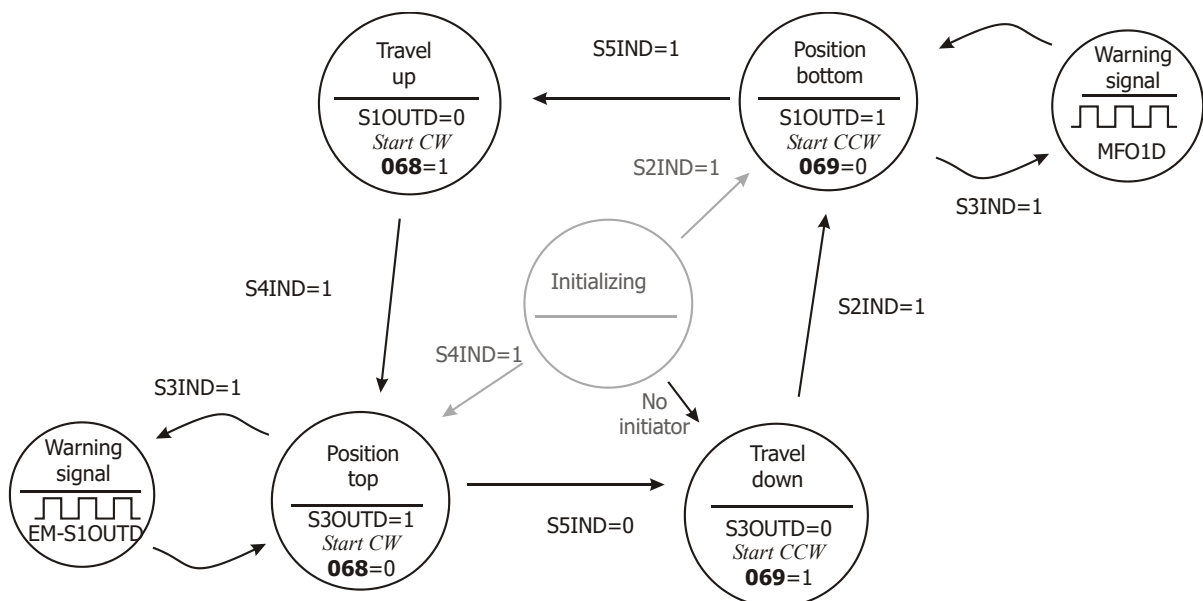 Travel
up
S1OUTD=0
Start CW
068=1
S5IND=1
Position
bottom
S1OUTD=1
Start CCW
069=0
Warning
signal
MFO1D
S3IND=1
S2IND=1
Initializing
S4IND=1
S4IND=1
No
initiator
S2IND=1
S3IND=1
Warning
signal
EM-S1OUTD
Position
top
S3OUTD=1
Start CW
068=0
S5IND=0
Travel
down
S3OUTD=0
Start CCW
069=1